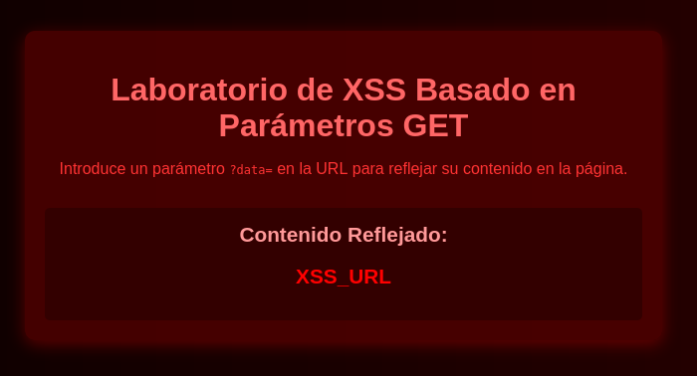 Laboratorio de XSS Basado en
Parámetros GET
Introduce un parámetro ?data= en la URL para reflejar su contenido en la página.
Contenido Reflejado:
XSS_URL